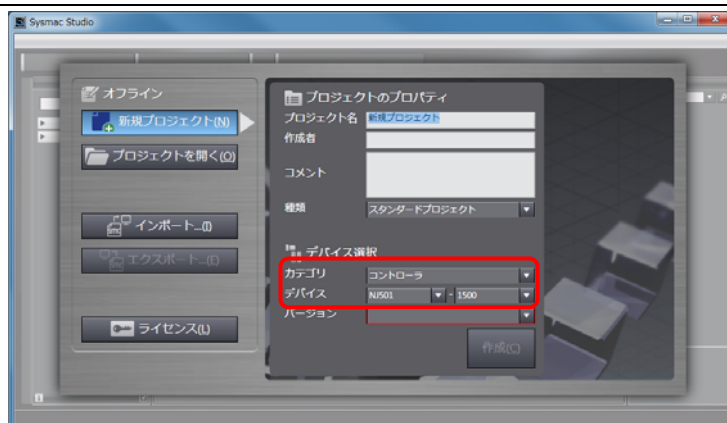 Sysmac Studio
オフライン
新規プロジェクト(N)
プロジェクトを開く(O)
インポート...(I)
エクスポート...(E)
ライセンス(L)
プロジェクトのプロパティ
プロジェクト名 新規プロジェクト
作成者
コメント
種類 スタンダードプロジェクト
デバイス選択
カテゴリ コントローラ
デバイス NJ501 - 1500
バージョン
作成(C)